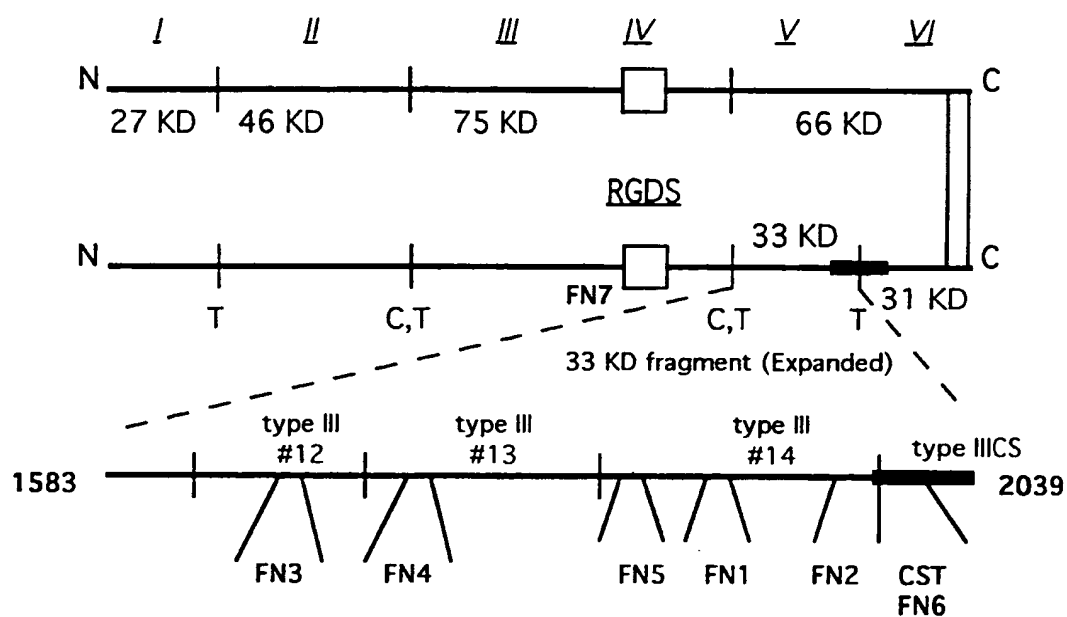 I II III IV V VI
N C
27 KD 46 KD 75 KD 66 KD
RGDS
33 KD
N C
FN7 31 KD
T C,T C,T T
33 KD fragment (Expanded)
type III type III type III
#12 #13 #14 type IIICS
1583 2039
FN3 FN4 FN5 FN1 FN2 CST
FN6